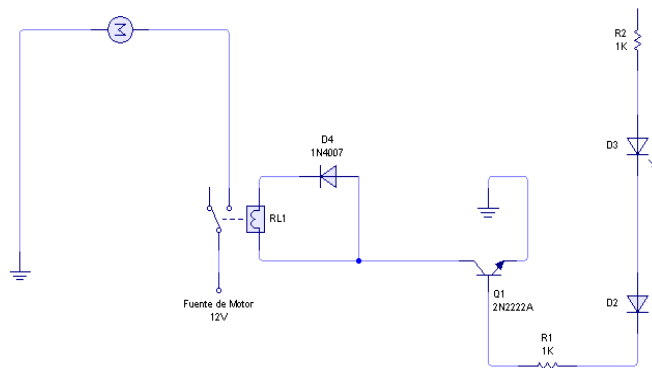 R2
1K
D4
1N4007
D3
RL1
Q1
2N2222A
Fuente de Motor
12V
D2
R1
1K